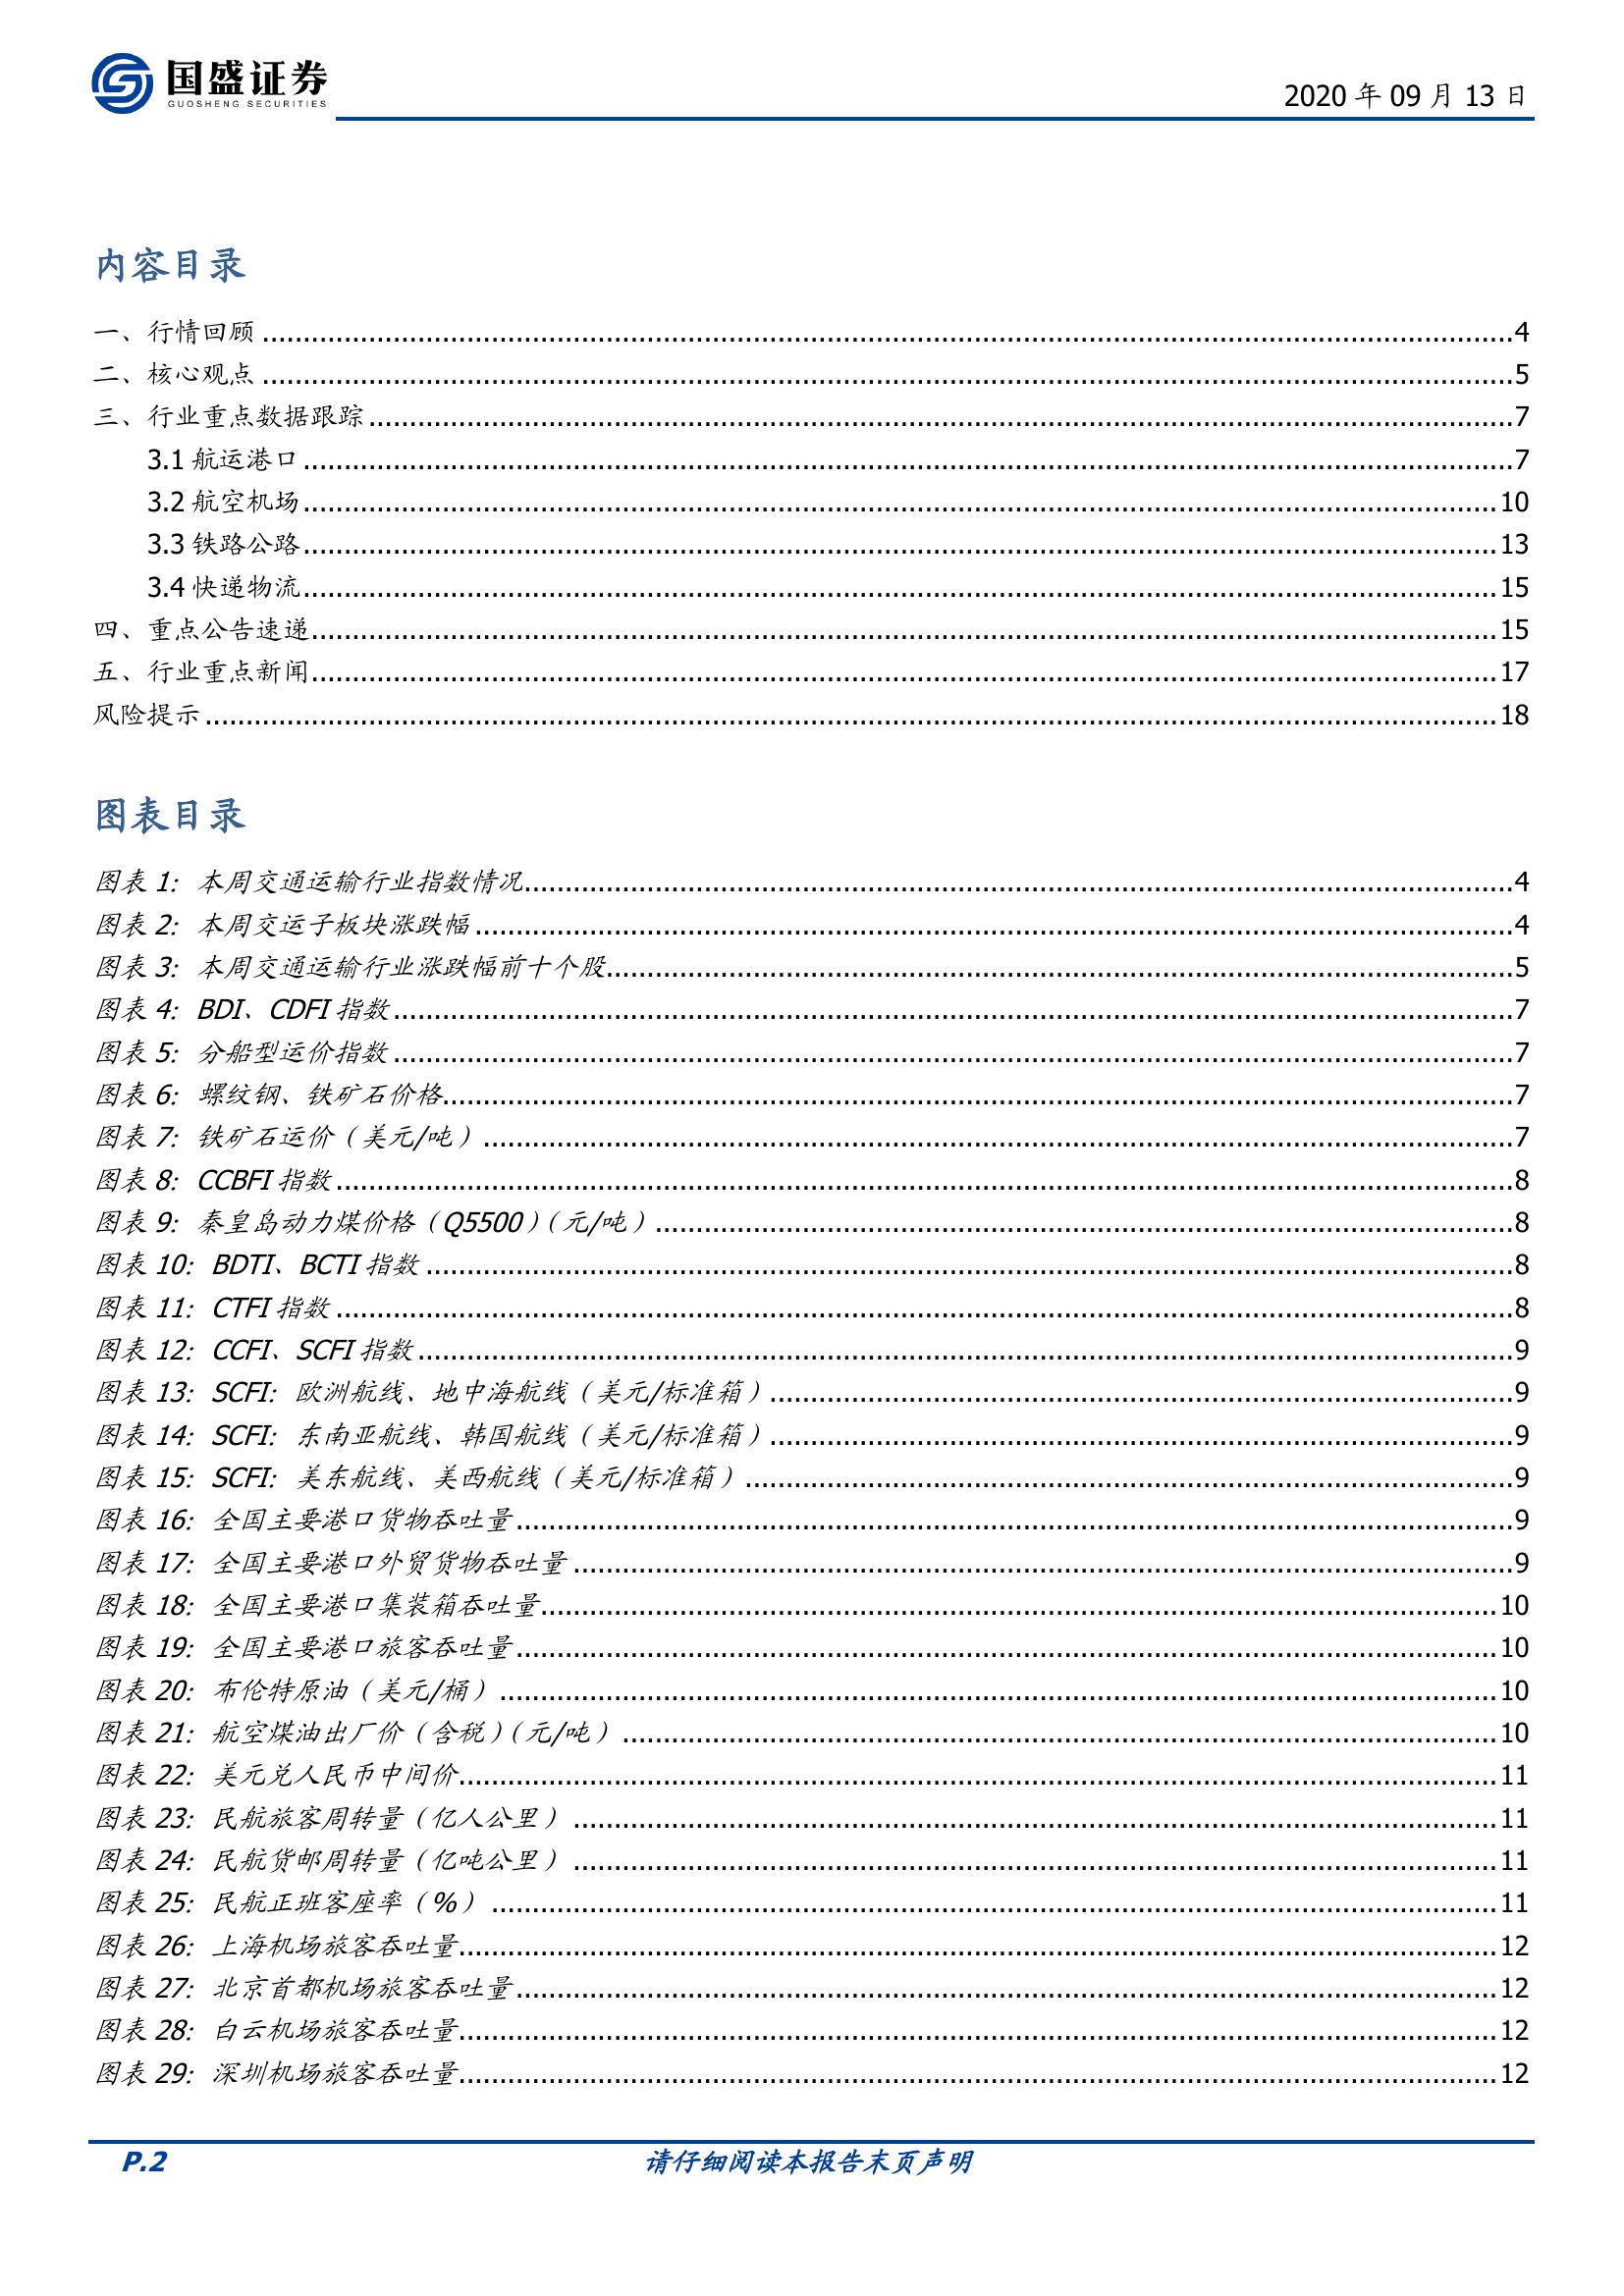 国盛证券
GUOSHENG SECURITIES
2020 年 09 月 13 日
内容目录
一、行情回顾 ........ 4
二、核心观点 ........ 5
三、行业重点数据跟踪 ........ 7
3.1 航运港口 ........ 7
3.2 航空机场 ........ 10
3.3 铁路公路 ........ 13
3.4 快递物流 ........ 15
四、重点公告速递 ........ 15
五、行业重点新闻 ........ 17
风险提示 ........ 18
图表目录
图表 1：本周交通运输行业指数情况 ........ 4
图表 2：本周交运子板块涨跌幅 ........ 4
图表 3：本周交通运输行业涨跌幅前十个股 ........ 5
图表 4：BDI、CDFI 指数 ........ 7
图表 5：分船型运价指数 ........ 7
图表 6：螺纹钢、铁矿石价格 ........ 7
图表 7：铁矿石运价（美元/吨） ........ 7
图表 8：CCBFI 指数 ........ 8
图表 9：秦皇岛动力煤价格（Q5500）（元/吨） ........ 8
图表 10：BDTI、BCTI 指数 ........ 8
图表 11：CTFI 指数 ........ 8
图表 12：CCFI、SCFI 指数 ........ 9
图表 13：SCFI：欧洲航线、地中海航线（美元/标准箱） ........ 9
图表 14：SCFI：东南亚航线、韩国航线（美元/标准箱） ........ 9
图表 15：SCFI：美东航线、美西航线（美元/标准箱） ........ 9
图表 16：全国主要港口货物吞吐量 ........ 9
图表 17：全国主要港口外贸货物吞吐量 ........ 9
图表 18：全国主要港口集装箱吞吐量 ........ 10
图表 19：全国主要港口旅客吞吐量 ........ 10
图表 20：布伦特原油（美元/桶） ........ 10
图表 21：航空煤油出厂价（含税）（元/吨） ........ 10
图表 22：美元兑人民币中间价 ........ 11
图表 23：民航旅客周转量（亿人公里） ........ 11
图表 24：民航货邮周转量（亿吨公里） ........ 11
图表 25：民航正班客座率（%） ........ 11
图表 26：上海机场旅客吞吐量 ........ 12
图表 27：北京首都机场旅客吞吐量 ........ 12
图表 28：白云机场旅客吞吐量 ........ 12
图表 29：深圳机场旅客吞吐量 ........ 12
P.2
请仔细阅读本报告末页声明